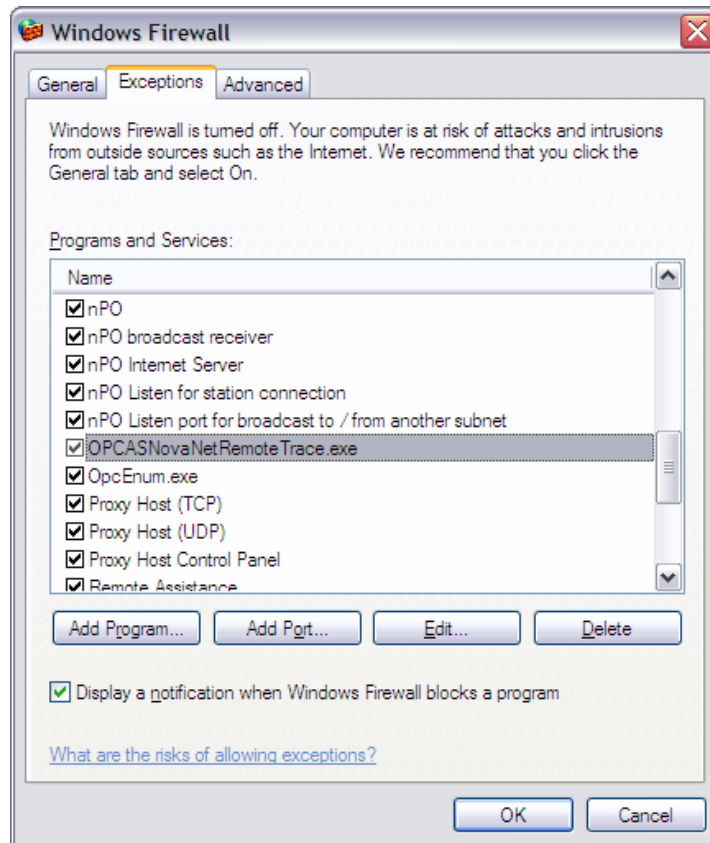 Windows Firewall
General Exceptions Advanced
Windows Firewall is turned off. Your computer is at risk of attacks and intrusions
from outside sources such as the Internet. We recommend that you click the
General tab and select On.
Programs and Services:
Name
nPO
nPO broadcast receiver
nPO Internet Server
nPO Listen for station connection
nPO Listen port for broadcast to / from another subnet
OPCASNovaNetRemoteTrace.exe
OpcEnum.exe
Proxy Host (TCP)
Proxy Host (UDP)
Proxy Host Control Panel
Remote Assistance
Add Program... Add Port... Edit... Delete
Display a notification when Windows Firewall blocks a program
What are the risks of allowing exceptions?
OK Cancel